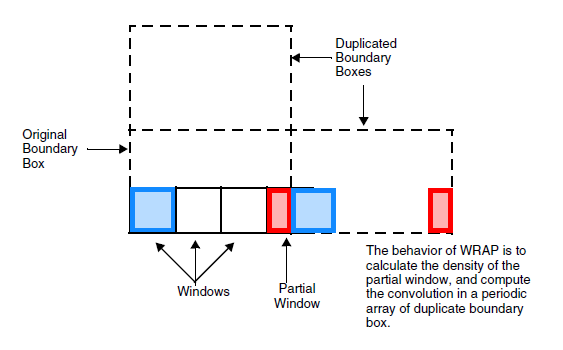 Duplicated
Boundary
Boxes
Original
Boundary
Box
Windows
Partial
Window
The behavior of WRAP is to
calculate the density of the
partial window, and compute
the convolution in a periodic
array of duplicate boundary
box.